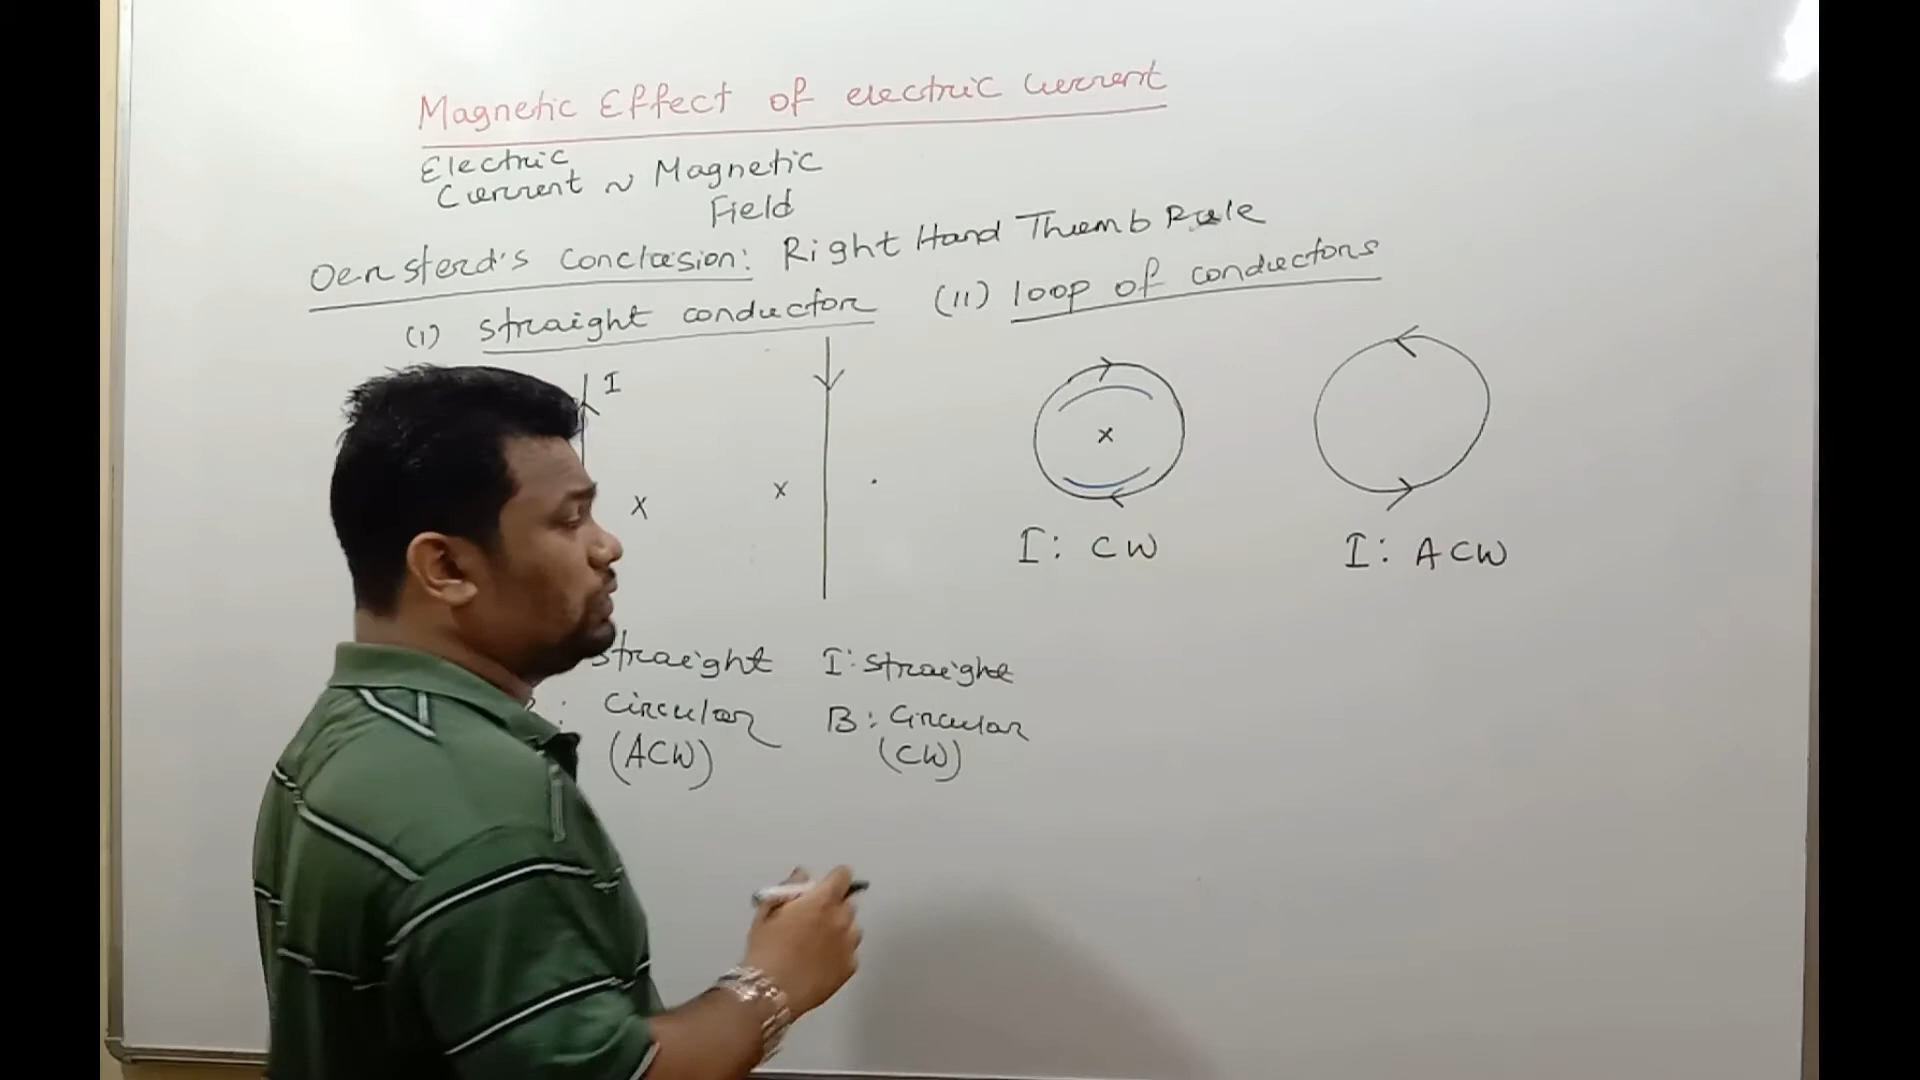 Magnetic Effect of electric current
Electric
Current ~ Magnetic
Field
Oersterd's Conclusion: Right Hand Thumb Rule
(I) straight conductor (II) loop of conductors
I
x x . x
I: CW I: ACW
straight I: straight
: Circular B: Circular
(ACW) (CW)